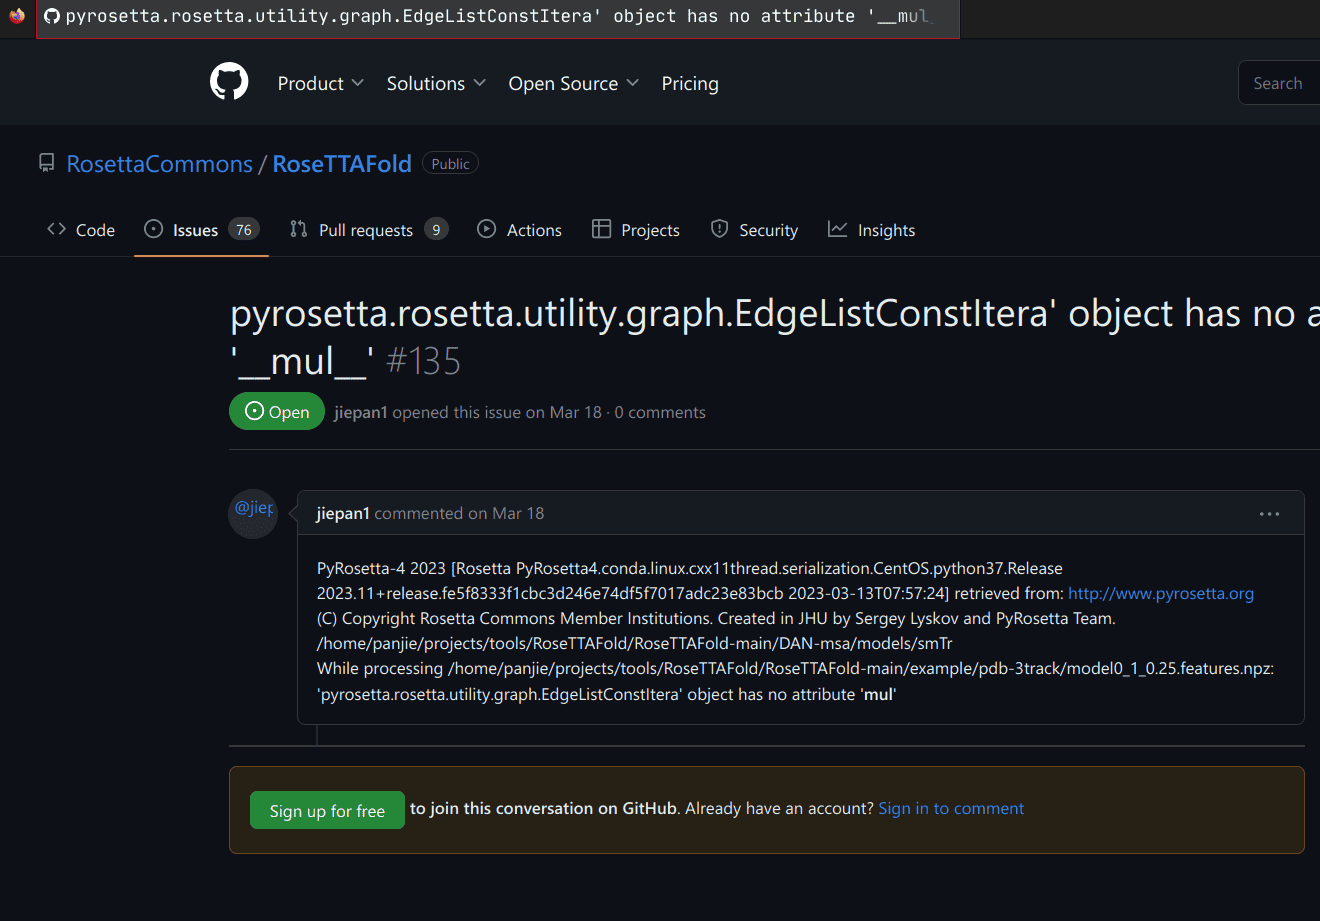 pyrosetta.rosetta.utility.graph.EdgeListConstItera' object has no attribute '__mul_
Product Solutions Open Source Pricing Search
RosettaCommons / RoseTTAFold Public
Code Issues 76 Pull requests 9 Actions Projects Security Insights
pyrosetta.rosetta.utility.graph.EdgeListConstItera' object has no a
'__mul__' #135
Open jiepan1 opened this issue on Mar 18 · 0 comments
@jiep
jiepan1 commented on Mar 18 ...
PyRosetta-4 2023 [Rosetta PyRosetta4.conda.linux.cxx11thread.serialization.CentOS.python37.Release
2023.11+release.fe5f8333f1cbc3d246e74df5f7017adc23e83bcb 2023-03-13T07:57:24] retrieved from: http://www.pyrosetta.org
(C) Copyright Rosetta Commons Member Institutions. Created in JHU by Sergey Lyskov and PyRosetta Team.
/home/panjie/projects/tools/RoseTTAFold/RoseTTAFold-main/DAN-msa/models/smTr
While processing /home/panjie/projects/tools/RoseTTAFold/RoseTTAFold-main/example/pdb-3track/model0_1_0.25.features.npz:
'pyrosetta.rosetta.utility.graph.EdgeListConstItera' object has no attribute 'mul'
Sign up for free to join this conversation on GitHub. Already have an account? Sign in to comment